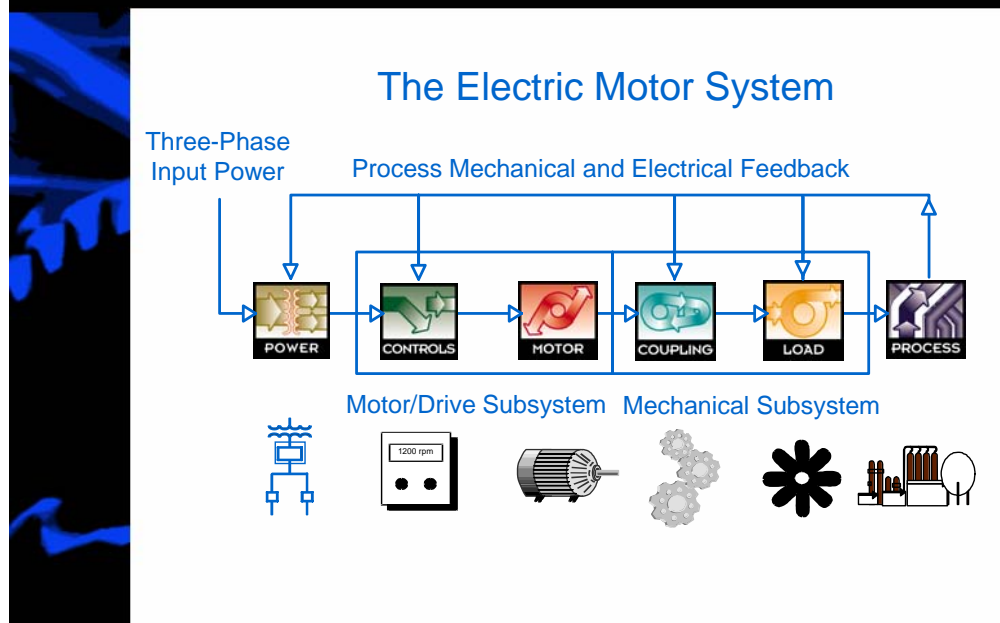 The Electric Motor System
Three-Phase
Input Power
Process Mechanical and Electrical Feedback
POWER
CONTROLS
MOTOR
COUPLING
LOAD
PROCESS
Motor/Drive Subsystem
Mechanical Subsystem
1200 rpm